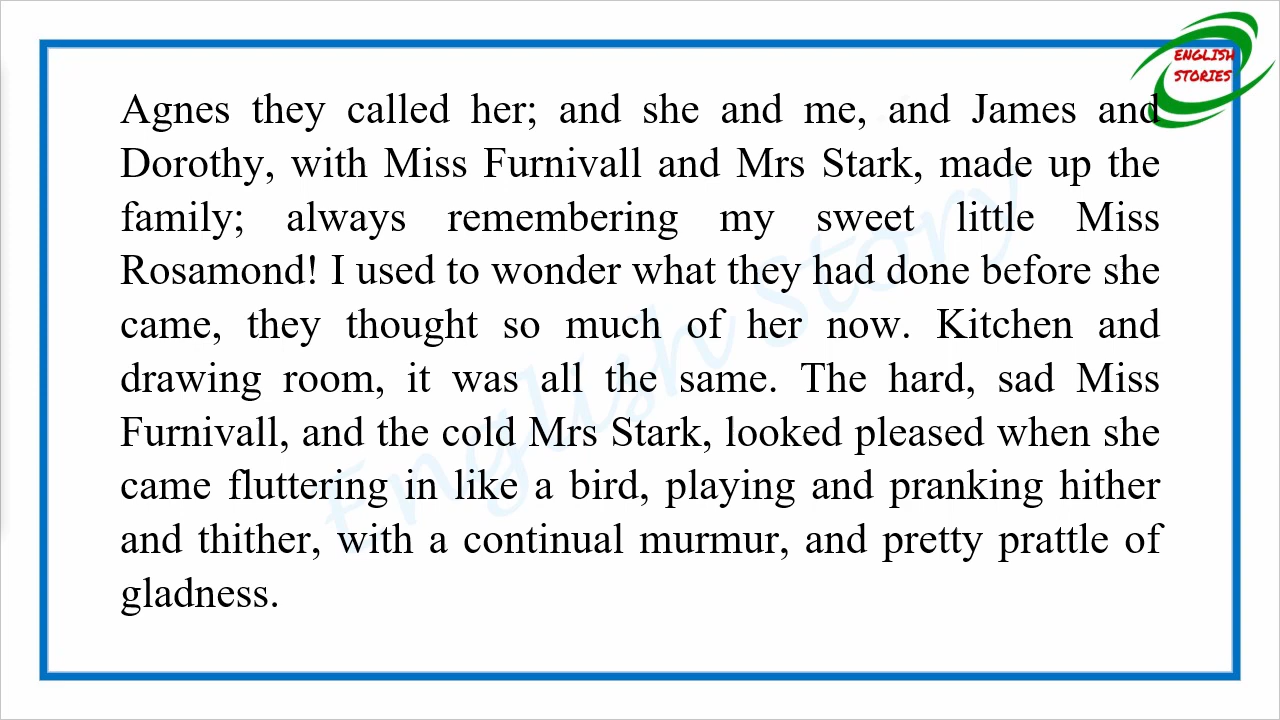 ENGLISH
STORIES
Agnes they called her; and she and me, and James and
Dorothy, with Miss Furnivall and Mrs Stark, made up the
family; always remembering my sweet little Miss
Rosamond! I used to wonder what they had done before she
came, they thought so much of her now. Kitchen and
drawing room, it was all the same. The hard, sad Miss
Furnivall, and the cold Mrs Stark, looked pleased when she
came fluttering in like a bird, playing and pranking hither
and thither, with a continual murmur, and pretty prattle of
gladness.
English Story